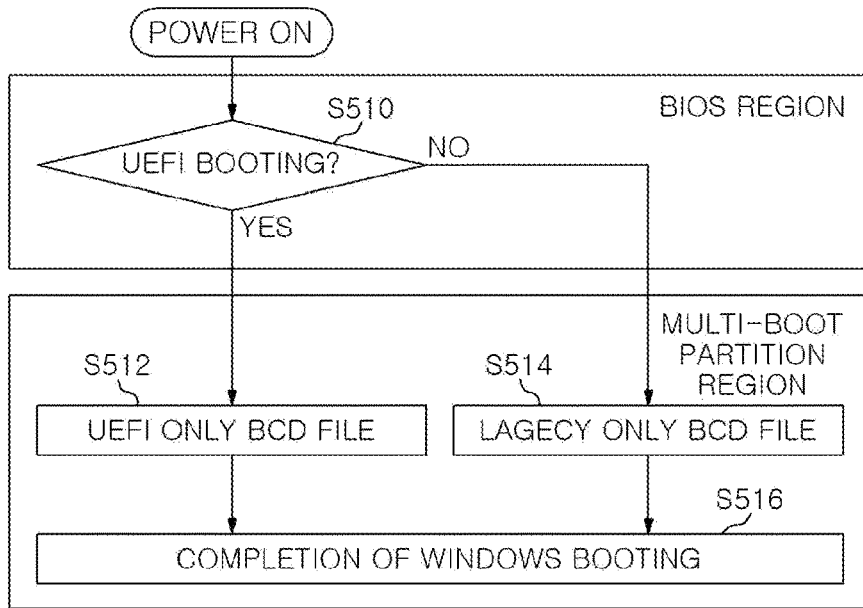 POWER ON
BIOS REGION
S510
UEFI BOOTING?
NO
YES
MULTI-BOOT
PARTITION
REGION
S512
UEFI ONLY BCD FILE
S514
LAGECY ONLY BCD FILE
S516
COMPLETION OF WINDOWS BOOTING